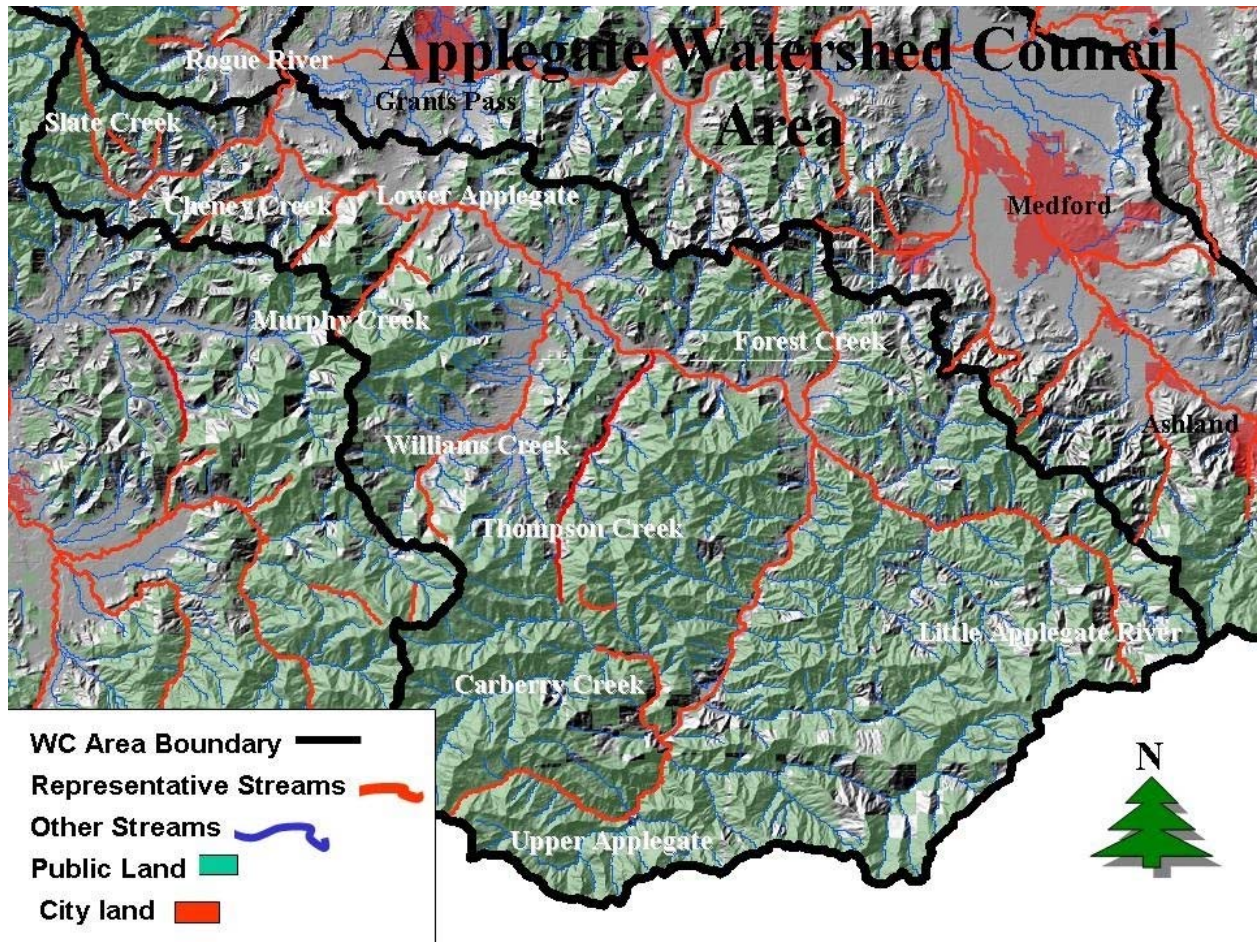 Applegate Watershed Council
Area
Rogue River
Grants Pass
Slate Creek
Cheney Creek
Lower Applegate
Medford
Murphy Creek
Forest Creek
Ashland
Williams Creek
Thompson Creek
Little Applegate River
Carberry Creek
Upper Applegate
WC Area Boundary
Representative Streams
Other Streams
Public Land
City land
N